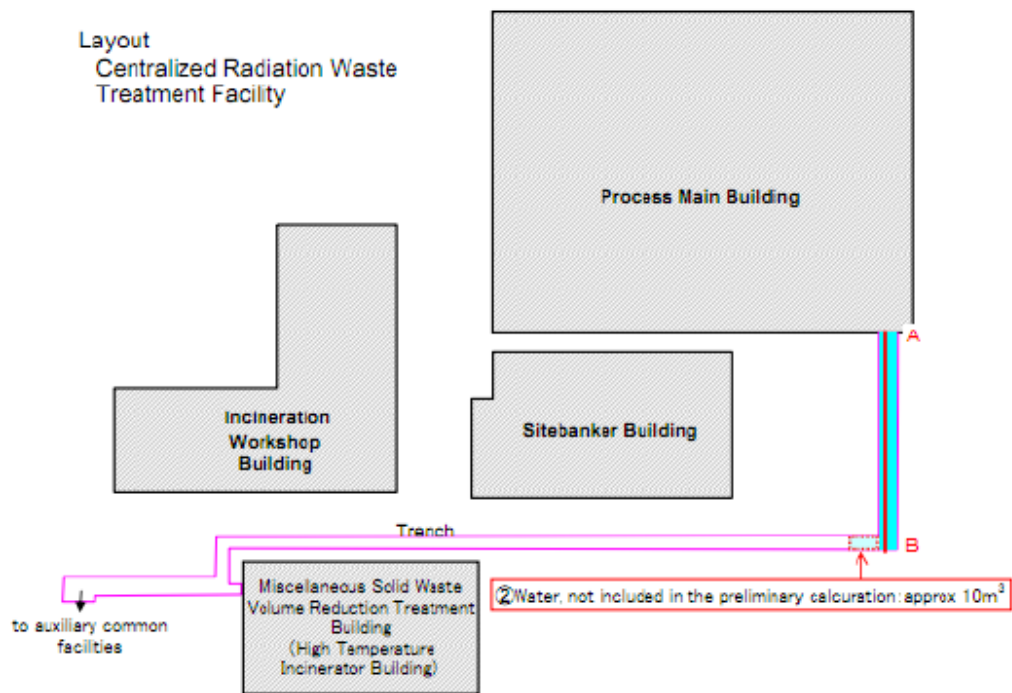 Layout
Centralized Radiation Waste
Treatment Facility
Process Main Building
A
Incineration
Workshop
Building
Sitebanker Building
Trench
B
Miscellaneous Solid Waste
Volume Reduction Treatment
Building
(High Temperature
Incinerator Building)
②Water, not included in the preliminary calcuration: approx 10m³
to auxiliary common
facilities